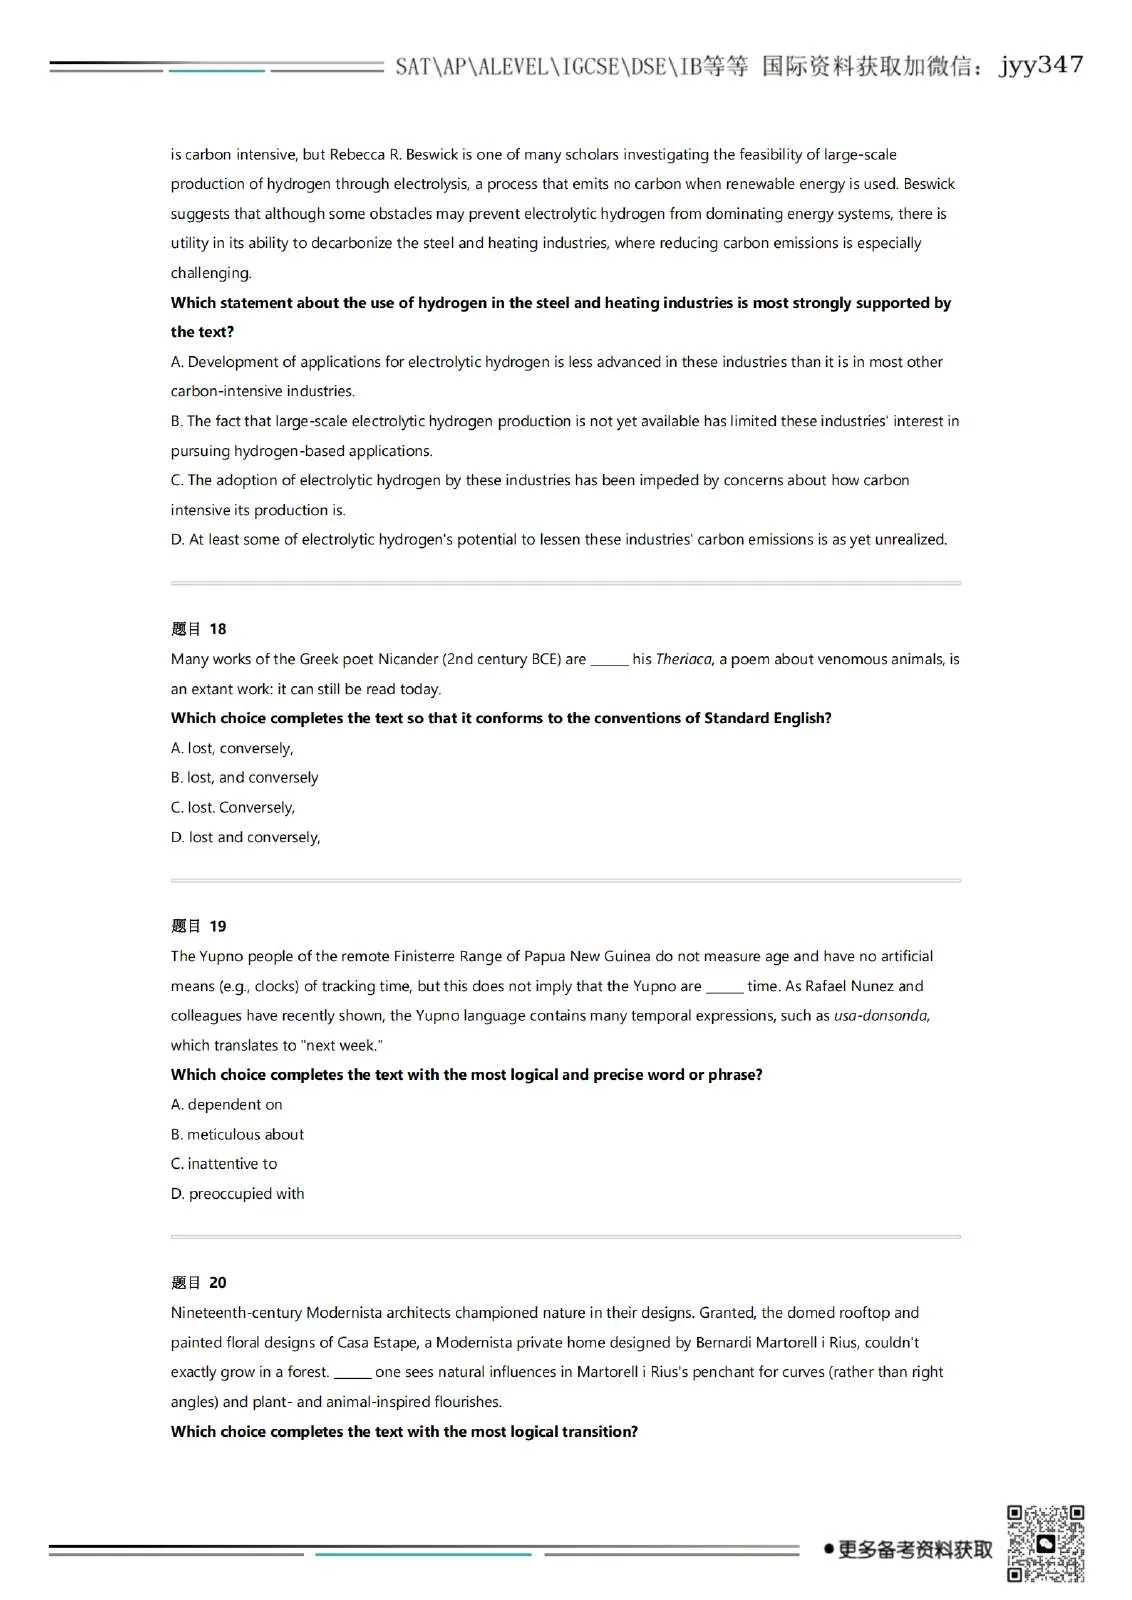 SAT\AP\ALEVEL\IGCSE\DSE\IB等等 国际资料获取加微信: jyy347
is carbon intensive, but Rebecca R. Beswick is one of many scholars investigating the feasibility of large-scale
production of hydrogen through electrolysis, a process that emits no carbon when renewable energy is used. Beswick
suggests that although some obstacles may prevent electrolytic hydrogen from dominating energy systems, there is
utility in its ability to decarbonize the steel and heating industries, where reducing carbon emissions is especially
challenging.
Which statement about the use of hydrogen in the steel and heating industries is most strongly supported by
the text?
A. Development of applications for electrolytic hydrogen is less advanced in these industries than it is in most other
carbon-intensive industries.
B. The fact that large-scale electrolytic hydrogen production is not yet available has limited these industries' interest in
pursuing hydrogen-based applications.
C. The adoption of electrolytic hydrogen by these industries has been impeded by concerns about how carbon
intensive its production is.
D. At least some of electrolytic hydrogen's potential to lessen these industries' carbon emissions is as yet unrealized.
题目 18
Many works of the Greek poet Nicander (2nd century BCE) are _____ his Theriaca, a poem about venomous animals, is
an extant work: it can still be read today.
Which choice completes the text so that it conforms to the conventions of Standard English?
A. lost, conversely,
B. lost, and conversely
C. lost. Conversely,
D. lost and conversely,
题目 19
The Yupno people of the remote Finisterre Range of Papua New Guinea do not measure age and have no artificial
means (e.g., clocks) of tracking time, but this does not imply that the Yupno are _____ time. As Rafael Nunez and
colleagues have recently shown, the Yupno language contains many temporal expressions, such as usa-donsonda,
which translates to "next week."
Which choice completes the text with the most logical and precise word or phrase?
A. dependent on
B. meticulous about
C. inattentive to
D. preoccupied with
题目 20
Nineteenth-century Modernista architects championed nature in their designs. Granted, the domed rooftop and
painted floral designs of Casa Estape, a Modernista private home designed by Bernardi Martorell i Rius, couldn't
exactly grow in a forest. _____ one sees natural influences in Martorell i Rius's penchant for curves (rather than right
angles) and plant- and animal-inspired flourishes.
Which choice completes the text with the most logical transition?
●更多备考资料获取